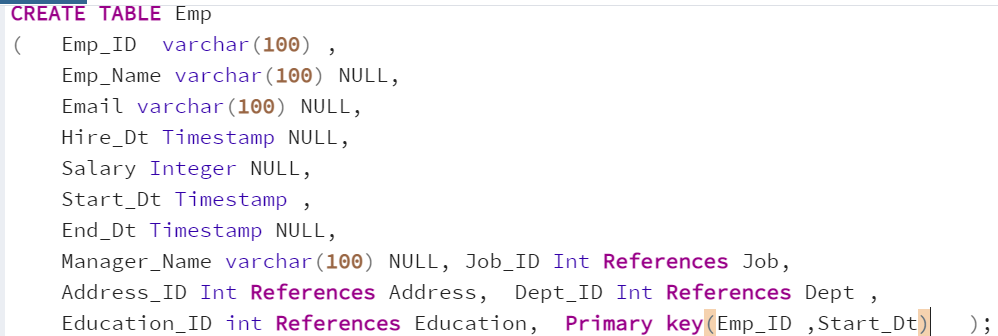 CREATE TABLE Emp
(   Emp_ID  varchar(100) ,
    Emp_Name varchar(100) NULL,
    Email varchar(100) NULL,
    Hire_Dt Timestamp NULL,
    Salary Integer NULL,
    Start_Dt Timestamp ,
    End_Dt Timestamp NULL,
    Manager_Name varchar(100) NULL, Job_ID Int References Job,
    Address_ID Int References Address,  Dept_ID Int References Dept ,
    Education_ID int References Education,  Primary key(Emp_ID ,Start_Dt)   );